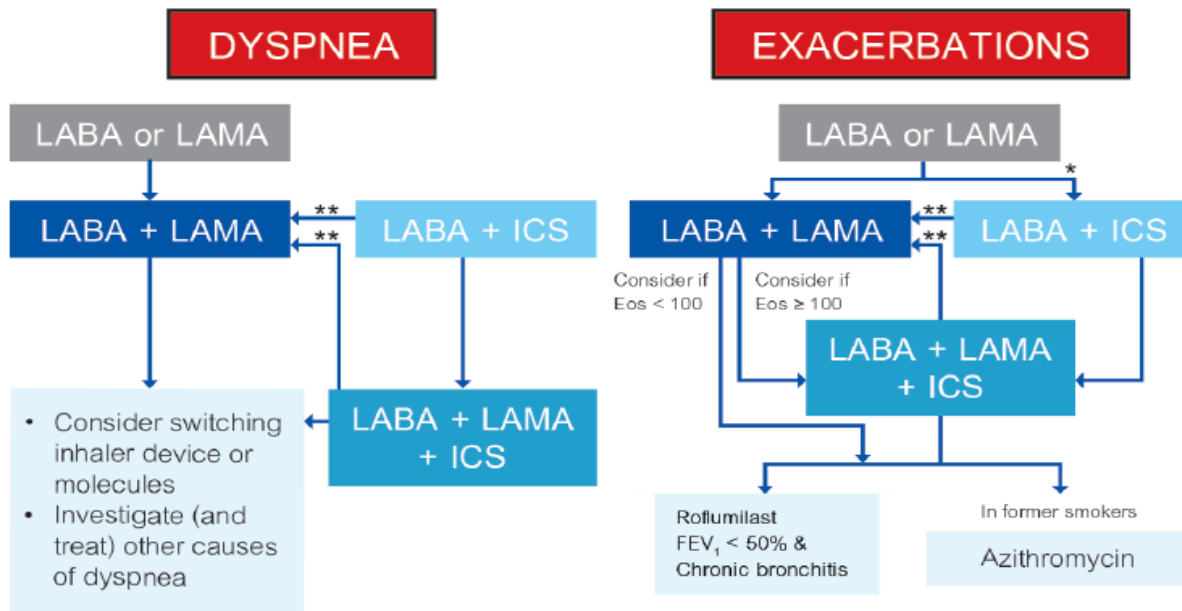 DYSPNEA
LABA or LAMA
LABA + LAMA
**
**
LABA + ICS
• Consider switching
inhaler device or
molecules
• Investigate (and
treat) other causes
of dyspnea
LABA + LAMA
+ ICS
EXACERBATIONS
LABA or LAMA
*
LABA + LAMA
**
**
LABA + ICS
Consider if
Eos < 100
Consider if
Eos ≥ 100
LABA + LAMA
+ ICS
Roflumilast
FEV₁ < 50% &
Chronic bronchitis
In former smokers
Azithromycin